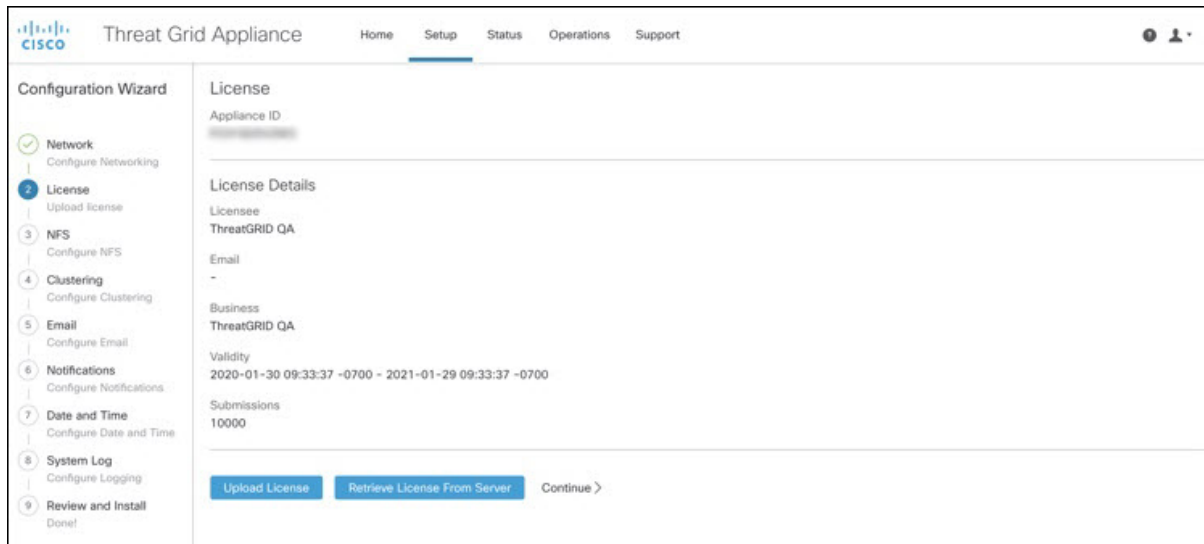 CISCO
Threat Grid Appliance
Home Setup Status Operations Support
Configuration Wizard
Network
Configure Networking
2 License
Upload license
3 NFS
Configure NFS
4 Clustering
Configure Clustering
5 Email
Configure Email
6 Notifications
Configure Notifications
7 Date and Time
Configure Date and Time
8 System Log
Configure Logging
9 Review and Install
Done!
License
Appliance ID
License Details
Licensee
ThreatGRID QA
Email
-
Business
ThreatGRID QA
Validity
2020-01-30 09:33:37 -0700 - 2021-01-29 09:33:37 -0700
Submissions
10000
Upload License Retrieve License From Server Continue >